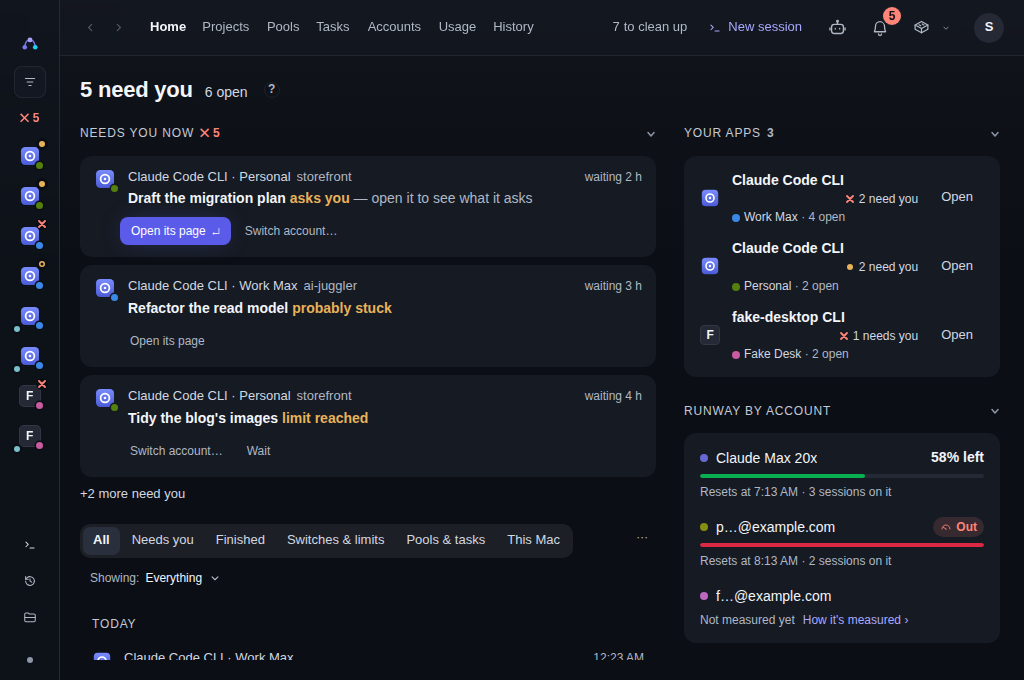 Home Projects Pools Tasks Accounts Usage History 7 to clean up New session 5 S
5 need you 6 open ?
5
NEEDS YOU NOW 5
Claude Code CLI · Personal storefront waiting 2 h
Draft the migration plan asks you — open it to see what it asks
Open its page Switch account…
Claude Code CLI · Work Max ai-juggler waiting 3 h
Refactor the read model probably stuck
Open its page
Claude Code CLI · Personal storefront waiting 4 h
Tidy the blog's images limit reached
Switch account… Wait
+2 more need you
All Needs you Finished Switches & limits Pools & tasks This Mac ...
Showing: Everything
TODAY
Claude Code CLI · Work Max 12:23 AM
YOUR APPS 3
Claude Code CLI
2 need you Open
Work Max · 4 open
Claude Code CLI
2 need you Open
Personal · 2 open
F fake-desktop CLI
1 needs you Open
Fake Desk · 2 open
RUNWAY BY ACCOUNT
Claude Max 20x 58% left
Resets at 7:13 AM · 3 sessions on it
p…@example.com Out
Resets at 8:13 AM · 2 sessions on it
f…@example.com
Not measured yet How it's measured ›
F
F